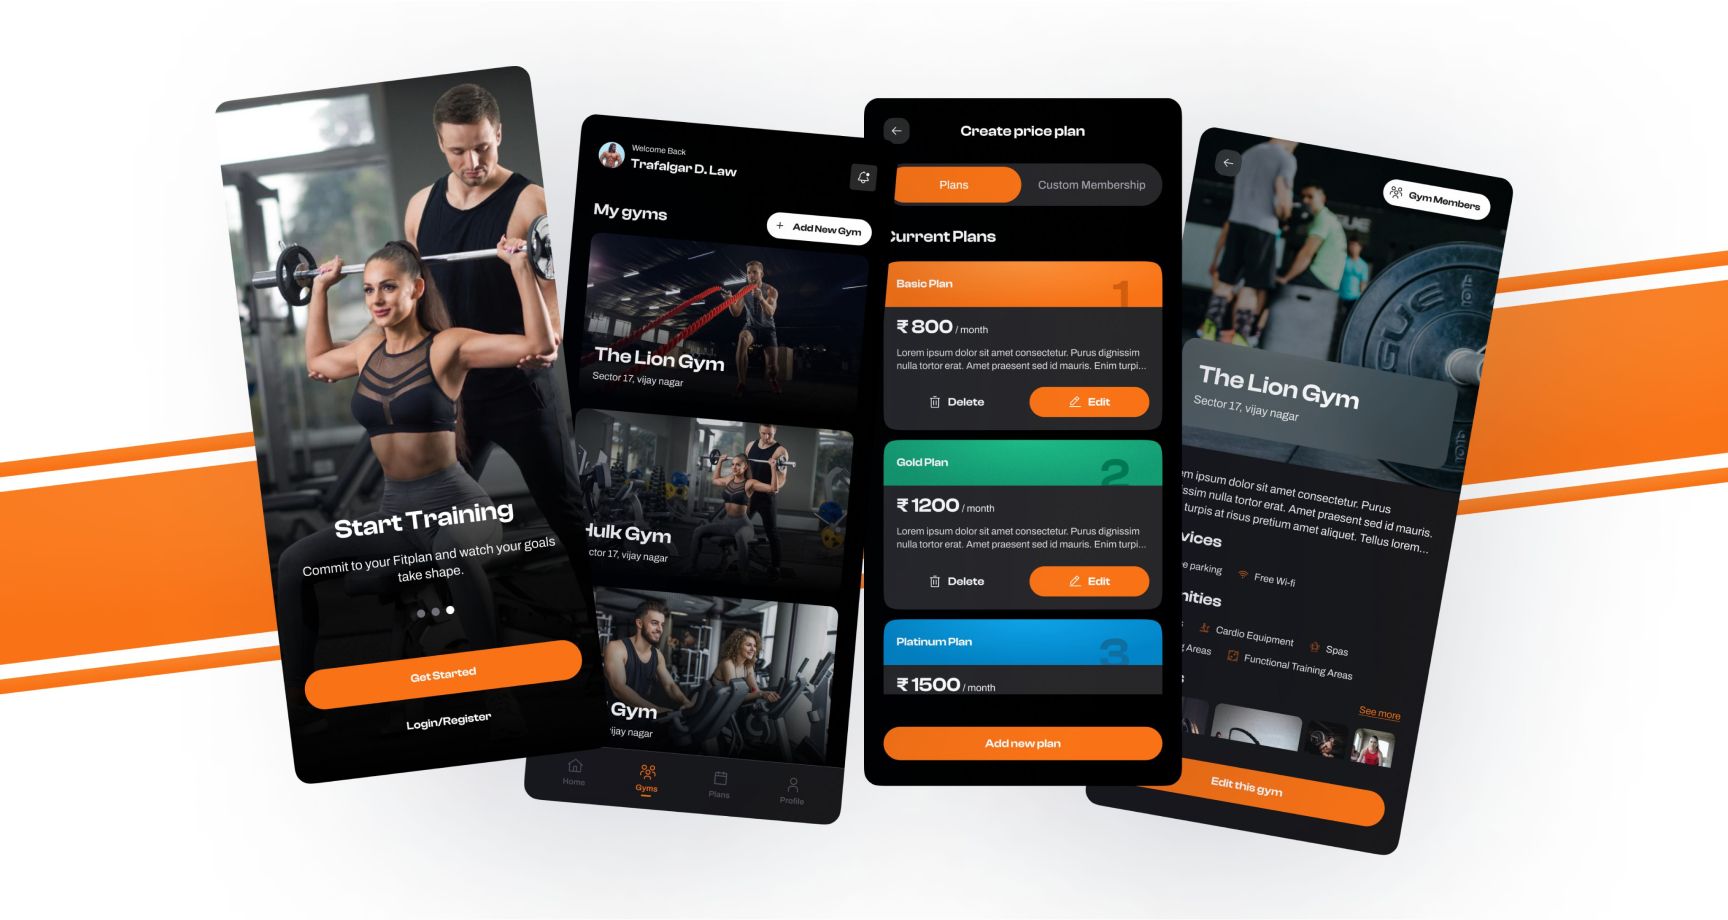 Start Training
Commit to your Fitplan and watch your goals
take shape.
Get Started
Login/Register
Welcome Back
Trafalgar D. Law
My gyms
+ Add New Gym
The Lion Gym
Sector 17, vijay nagar
Hulk Gym
ctor 17, vijay nagar
Gym
vijay nagar
Home
Gyms
Plans
Profile
Create price plan
Plans
Custom Membership
Current Plans
Basic Plan
1
₹ 800 / month
Lorem ipsum dolor sit amet consectetur. Purus dignissim
nulla tortor erat. Amet praesent sed id mauris. Enim turpi...
Delete
Edit
Gold Plan
2
₹ 1200 / month
Lorem ipsum dolor sit amet consectetur. Purus dignissim
nulla tortor erat. Amet praesent sed id mauris. Enim turpi...
Delete
Edit
Platinum Plan
3
₹ 1500 / month
Add new plan
Gym Members
The Lion Gym
Sector 17, vijay nagar
em ipsum dolor sit amet consectetur. Purus
issim nulla tortor erat. Amet praesent sed id mauris.
turpis at risus pretium amet aliquet. Tellus lorem...
vices
e parking
Free Wi-fi
nities
s
Cardio Equipment
Spas
g Areas
Functional Training Areas
s
See more
Edit this gym